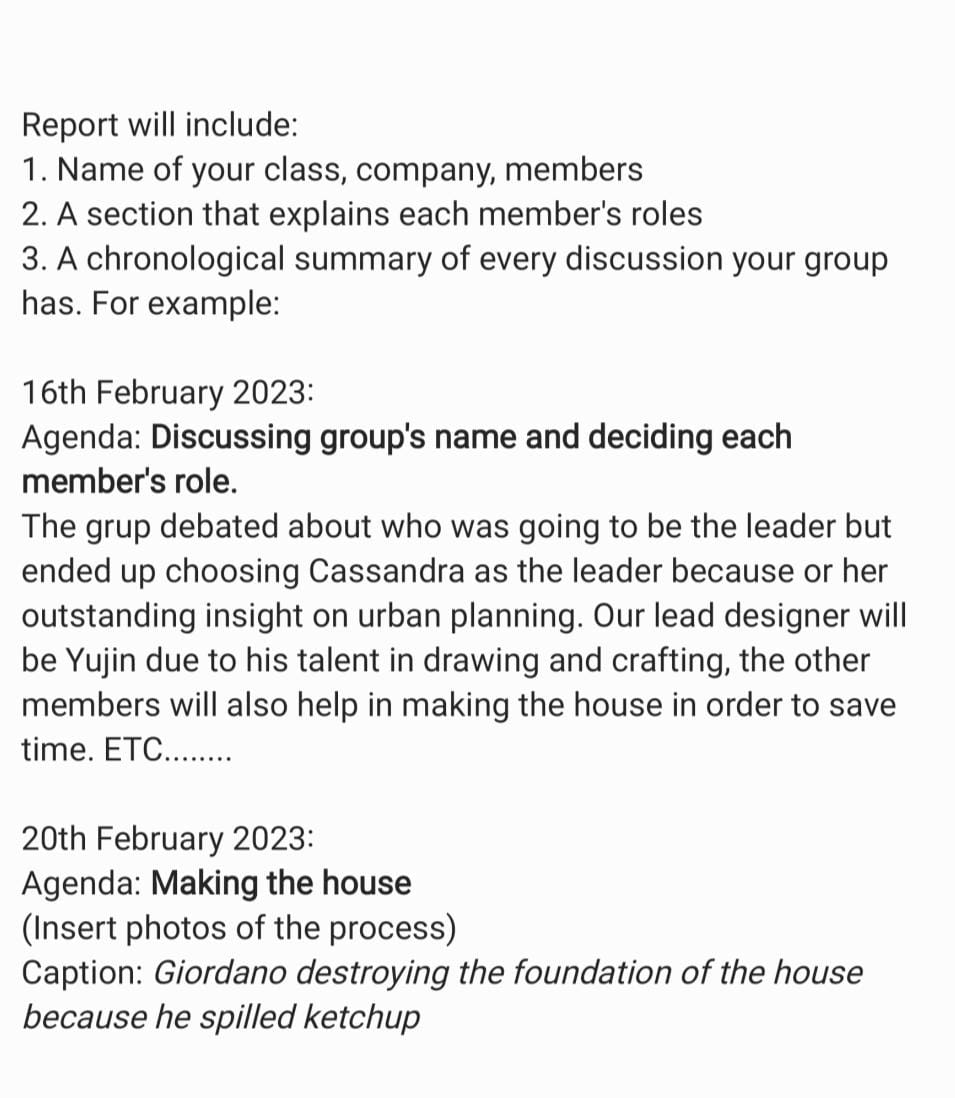 Report will include:
1. Name of your class, company, members
2. A section that explains each member's roles
3. A chronological summary of every discussion your group
has. For example:
16th February 2023:
Agenda: Discussing group's name and deciding each
member's role.
The grup debated about who was going to be the leader but
ended up choosing Cassandra as the leader because or her
outstanding insight on urban planning. Our lead designer will
be Yujin due to his talent in drawing and crafting, the other
members will also help in making the house in order to save
time. ETC........
20th February 2023:
Agenda: Making the house
(Insert photos of the process)
Caption: Giordano destroying the foundation of the house
because he spilled ketchup